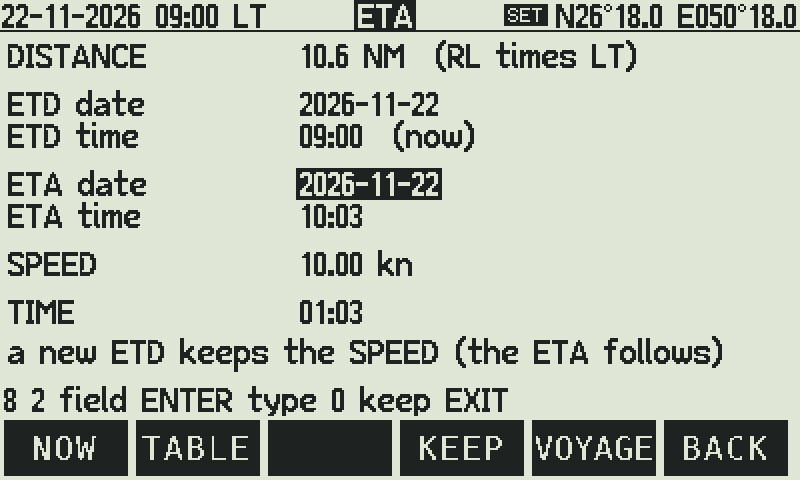 22-11-2026 09:00 LT ETA SET N26°18.0 E050°18.0
DISTANCE 10.6 NM (RL times LT)
ETD date 2026-11-22
ETD time 09:00 (now)
ETA date 2026-11-22
ETA time 10:03
SPEED 10.00 kn
TIME 01:03
a new ETD keeps the SPEED (the ETA follows)
8 2 field ENTER type 0 keep EXIT
NOW TABLE KEEP VOYAGE BACK